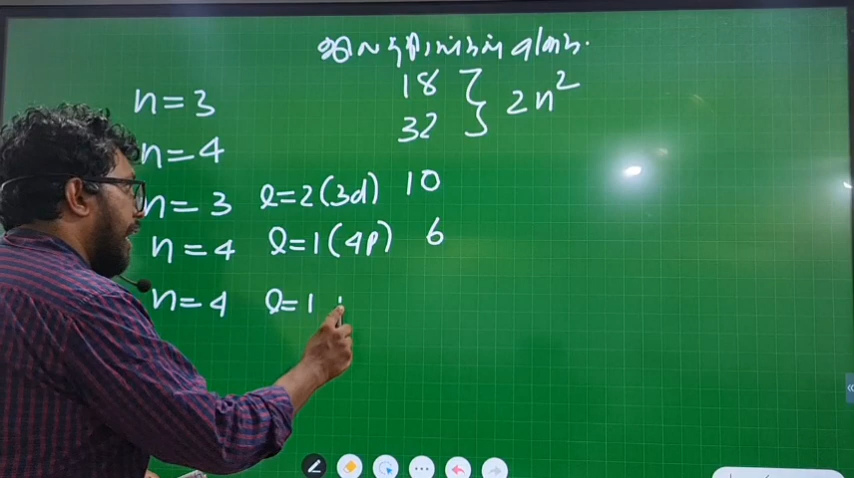 n=3 18 } 2n²
n=4 32
n=3 l=2(3d) 10
n=4 l=1(4p) 6
n=4 l=1